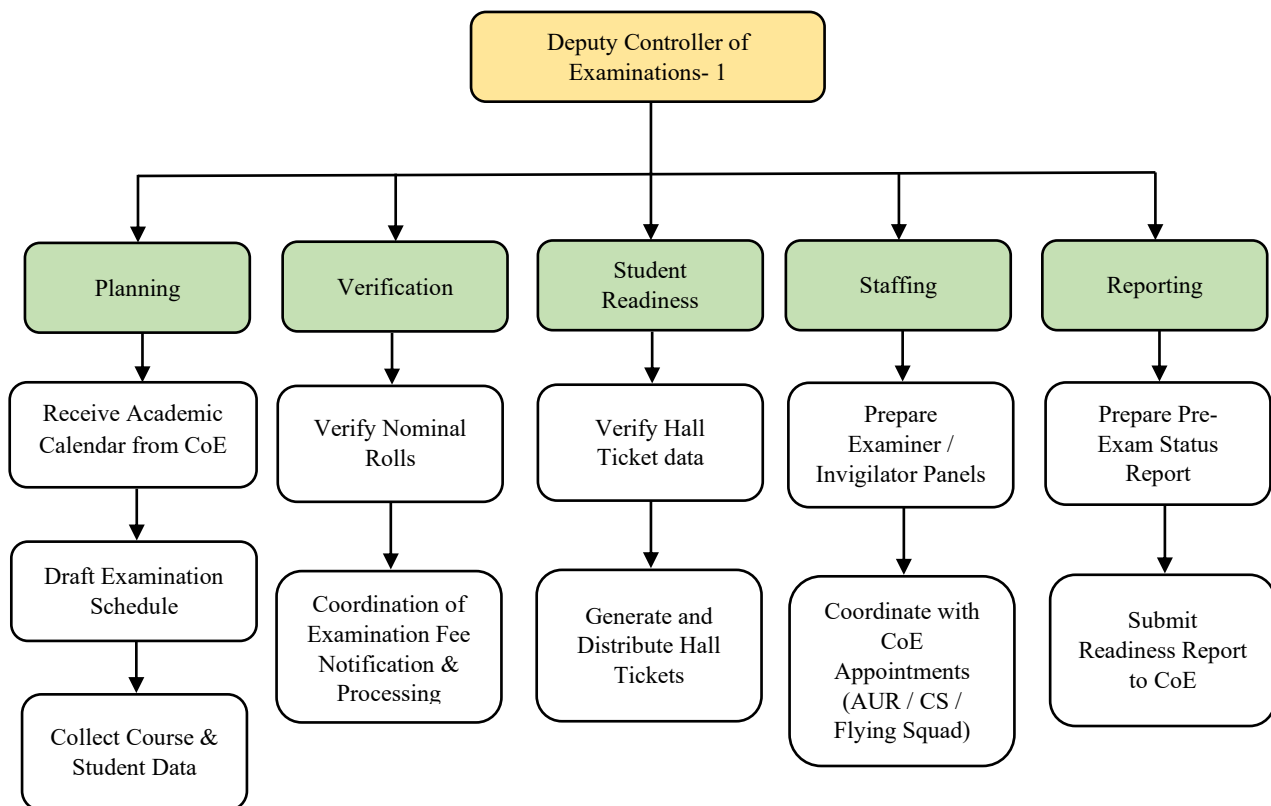 Deputy Controller of
Examinations- 1
Planning
Verification
Student
Readiness
Staffing
Reporting
Receive Academic
Calendar from CoE
Verify Nominal
Rolls
Verify Hall
Ticket data
Prepare
Examiner /
Invigilator Panels
Prepare Pre-
Exam Status
Report
Draft Examination
Schedule
Coordination of
Examination Fee
Notification &
Processing
Generate and
Distribute Hall
Tickets
Coordinate with
CoE
Appointments
(AUR / CS /
Flying Squad)
Submit
Readiness Report
to CoE
Collect Course &
Student Data